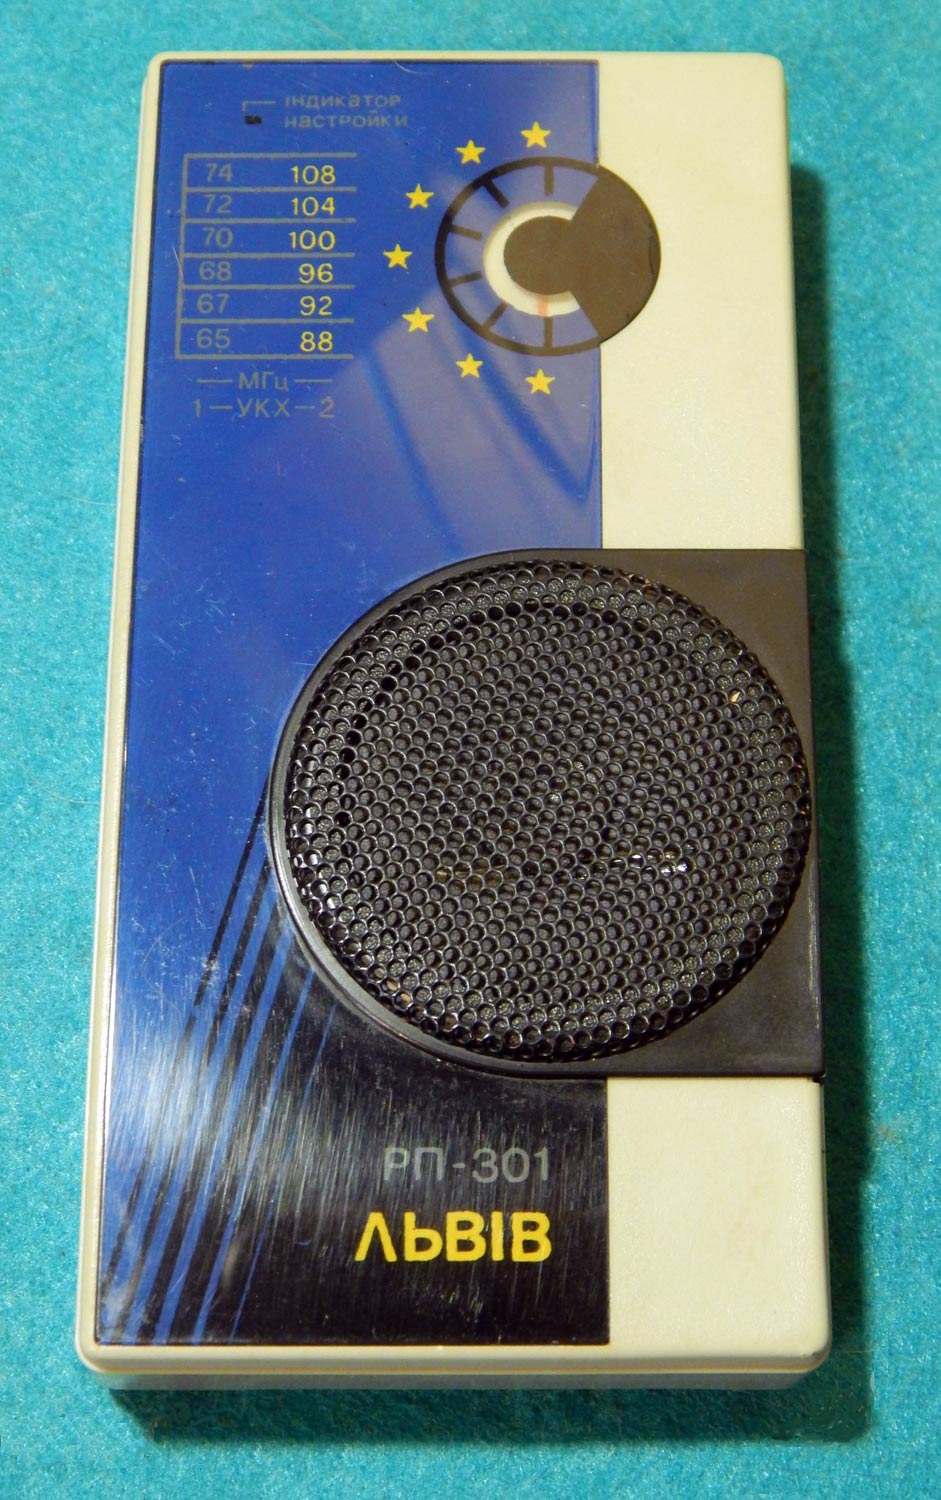 ІНДИКАТОР
НАСТРОЙКИ
74 108
72 104
70 100
68 96
67 92
65 88
—МГц—
1—УКХ—2
РП-301
ЛЬВІВ